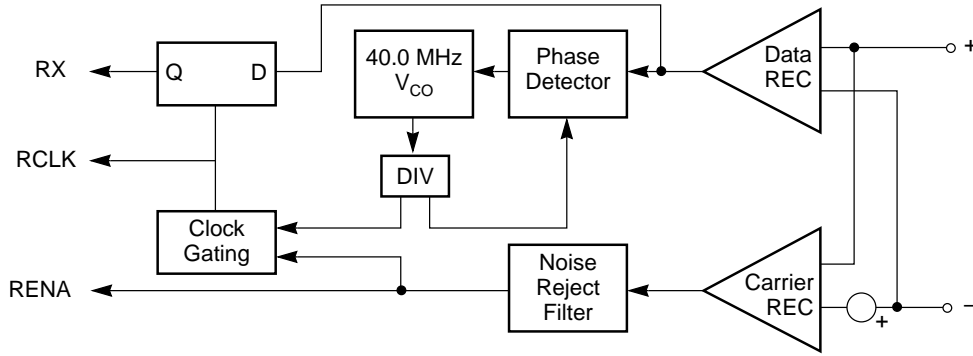 RX
Q D
40.0 MHz
VCO
Phase
Detector
Data
REC
+
RCLK
DIV
Clock
Gating
RENA
Noise
Reject
Filter
Carrier
REC
+
–